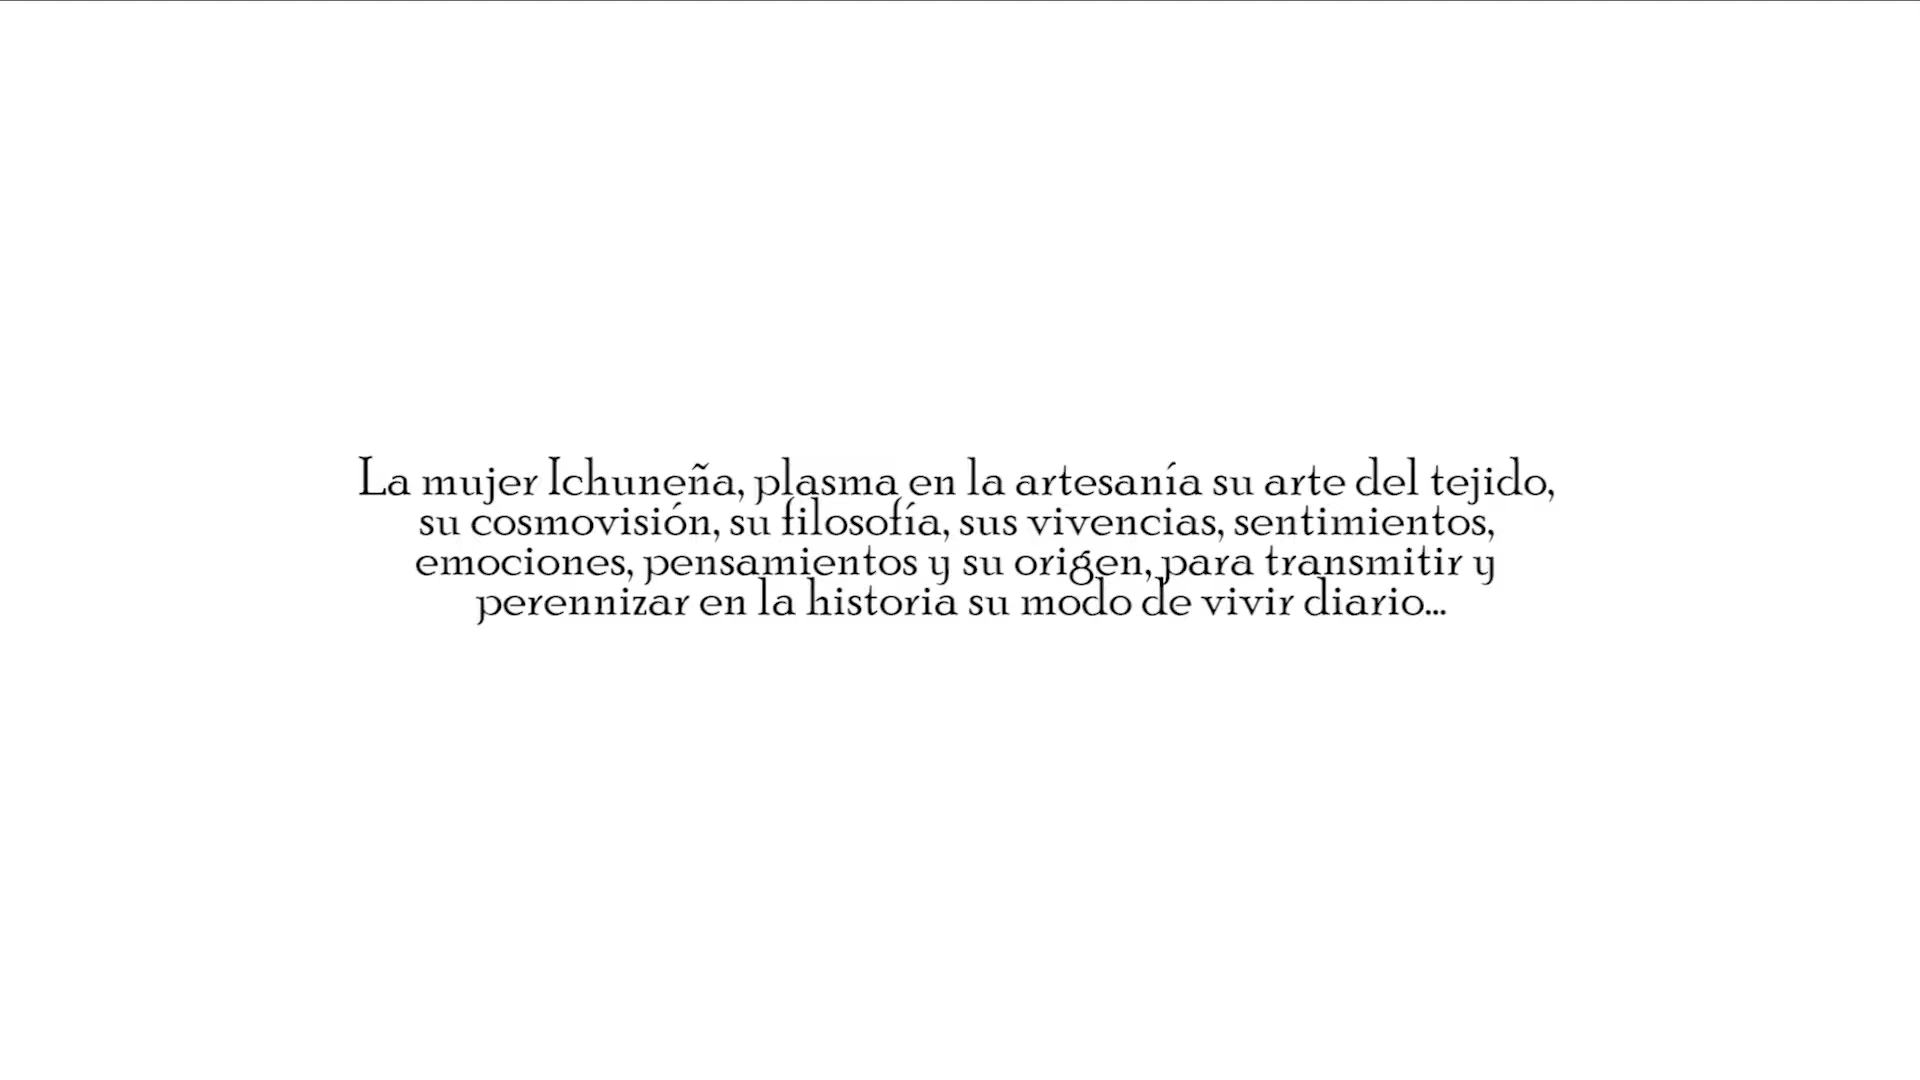 La mujer Ichuneña, plasma en la artesanía su arte del tejido,
su cosmovisión, su filosofía, sus vivencias, sentimientos,
emociones, pensamientos y su origen, para transmitir y
perennizar en la historia su modo de vivir diario...